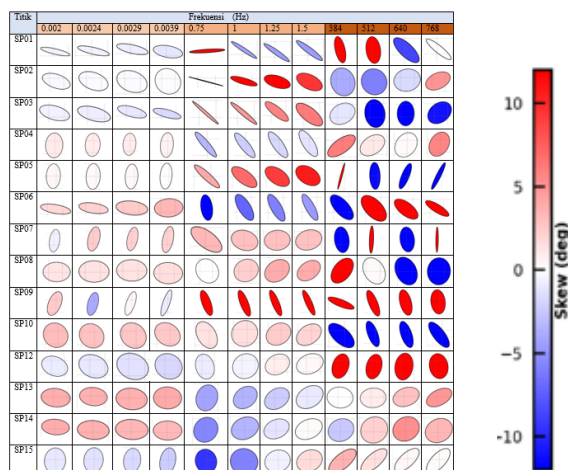 Titik Frekuensi (Hz)
0.002 0.0024 0.0029 0.0039 0.75 1 1.25 1.5 384 512 640 768
SP01
SP02
SP03
SP04
SP05
SP06
SP07
SP08
SP09
SP10
SP12
SP13
SP14
SP15
10
5
0
−5
-10
Skew (deg)